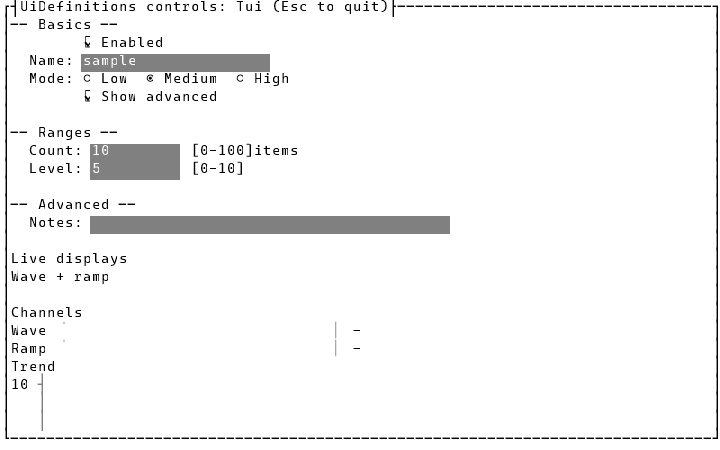 UiDefinitions controls: Tui (Esc to quit)
-- Basics --
Enabled
Name: sample
Mode: Low Medium High
Show advanced
-- Ranges --
Count: 10 [0-100]items
Level: 5 [0-10]
-- Advanced --
Notes:
Live displays
Wave + ramp
Channels
Wave -
Ramp -
Trend
10